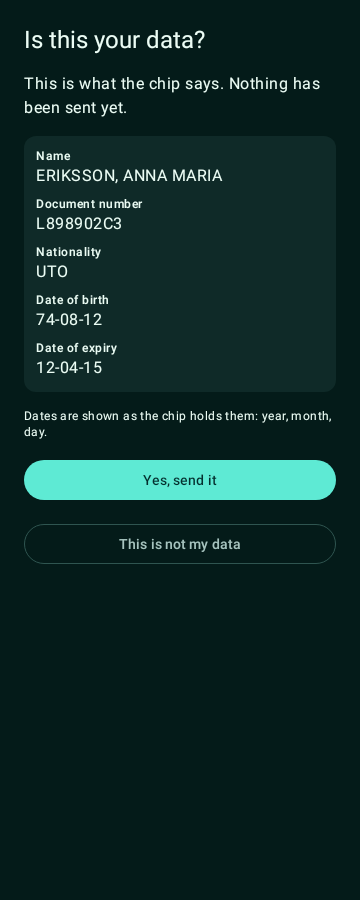 Is this your data?
This is what the chip says. Nothing has
been sent yet.
Name
ERIKSSON, ANNA MARIA
Document number
L898902C3
Nationality
UTO
Date of birth
74-08-12
Date of expiry
12-04-15
Dates are shown as the chip holds them: year, month,
day.
Yes, send it
This is not my data